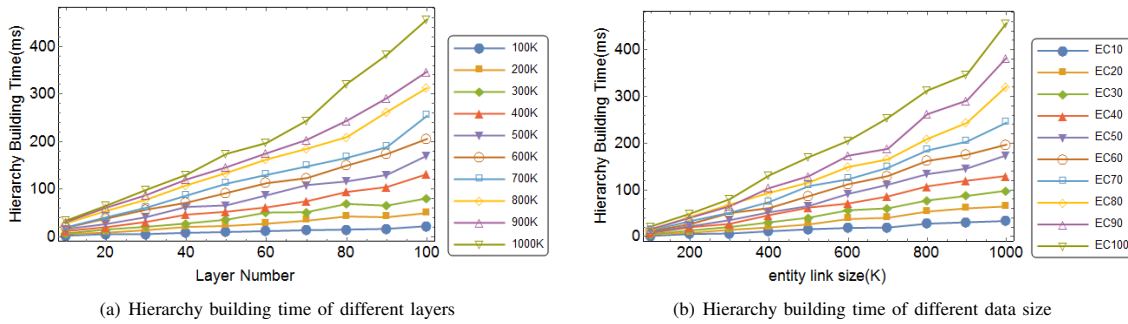 Hierarchy Building Time(ms)
400
300
200
100
0
20
40
60
80
100
Layer Number
100K
200K
300K
400K
500K
600K
700K
800K
900K
1000K
(a) Hierarchy building time of different layers
Hierarchy Building Time(ms)
400
300
200
100
0
200
400
600
800
1000
entity link size(K)
EC10
EC20
EC30
EC40
EC50
EC60
EC70
EC80
EC90
EC100
(b) Hierarchy building time of different data size